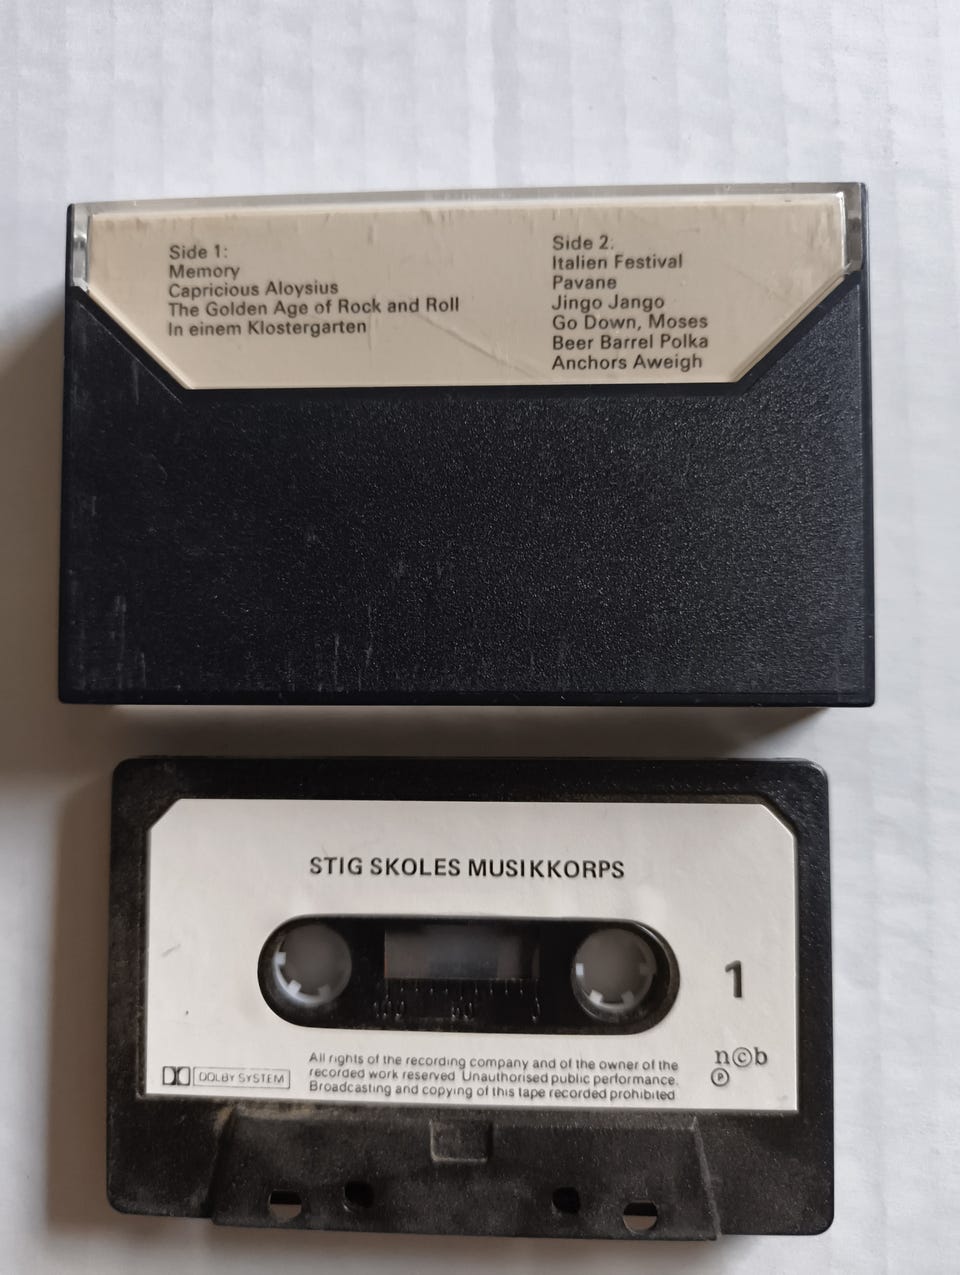 Side 1:
Memory
Capricious Aloysius
The Golden Age of Rock and Roll
In einem Klostergarten
Side 2.
Italien Festival
Pavane
Jingo Jango
Go Down, Moses
Beer Barrel Polka
Anchors Aweigh
STIG SKOLES MUSIKKORPS
100 50 0
1
DOLBY SYSTEM
All rights of the recording company and of the owner of the
recorded work reserved. Unauthorised public performance.
Broadcasting and copying of this tape recorded prohibited
n©b
℗